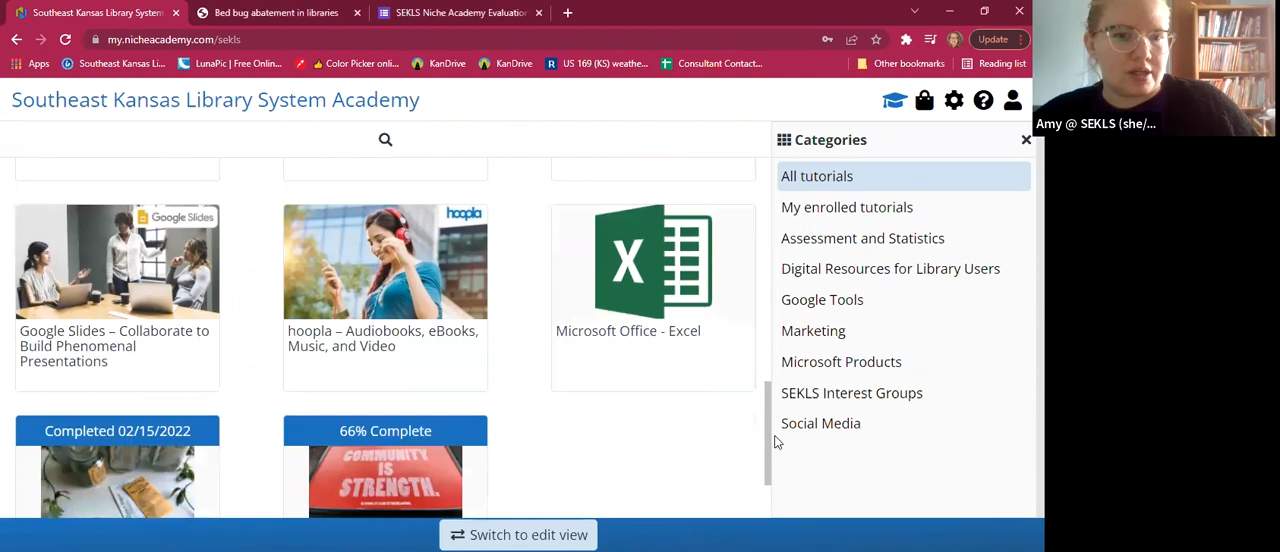 Southeast Kansas Library System
Bed bug abatement in libraries
SEKLS Niche Academy Evaluation
my.nicheacademy.com/sekls
Update
Apps
Southeast Kansas Li...
LunaPic | Free Onlin...
Color Picker onli...
KanDrive
KanDrive
US 169 (KS) weathe...
Consultant Contact...
Other bookmarks
Reading list
Southeast Kansas Library System Academy
Amy @ SEKLS (she/...
Categories
All tutorials
My enrolled tutorials
Assessment and Statistics
Digital Resources for Library Users
Google Tools
Marketing
Microsoft Products
SEKLS Interest Groups
Social Media
Google Slides
Google Slides – Collaborate to
Build Phenomenal
Presentations
hoopla
hoopla – Audiobooks, eBooks,
Music, and Video
X
Microsoft Office - Excel
Completed 02/15/2022
66% Complete
COMMUNITY
IS
STRENGTH.
Switch to edit view